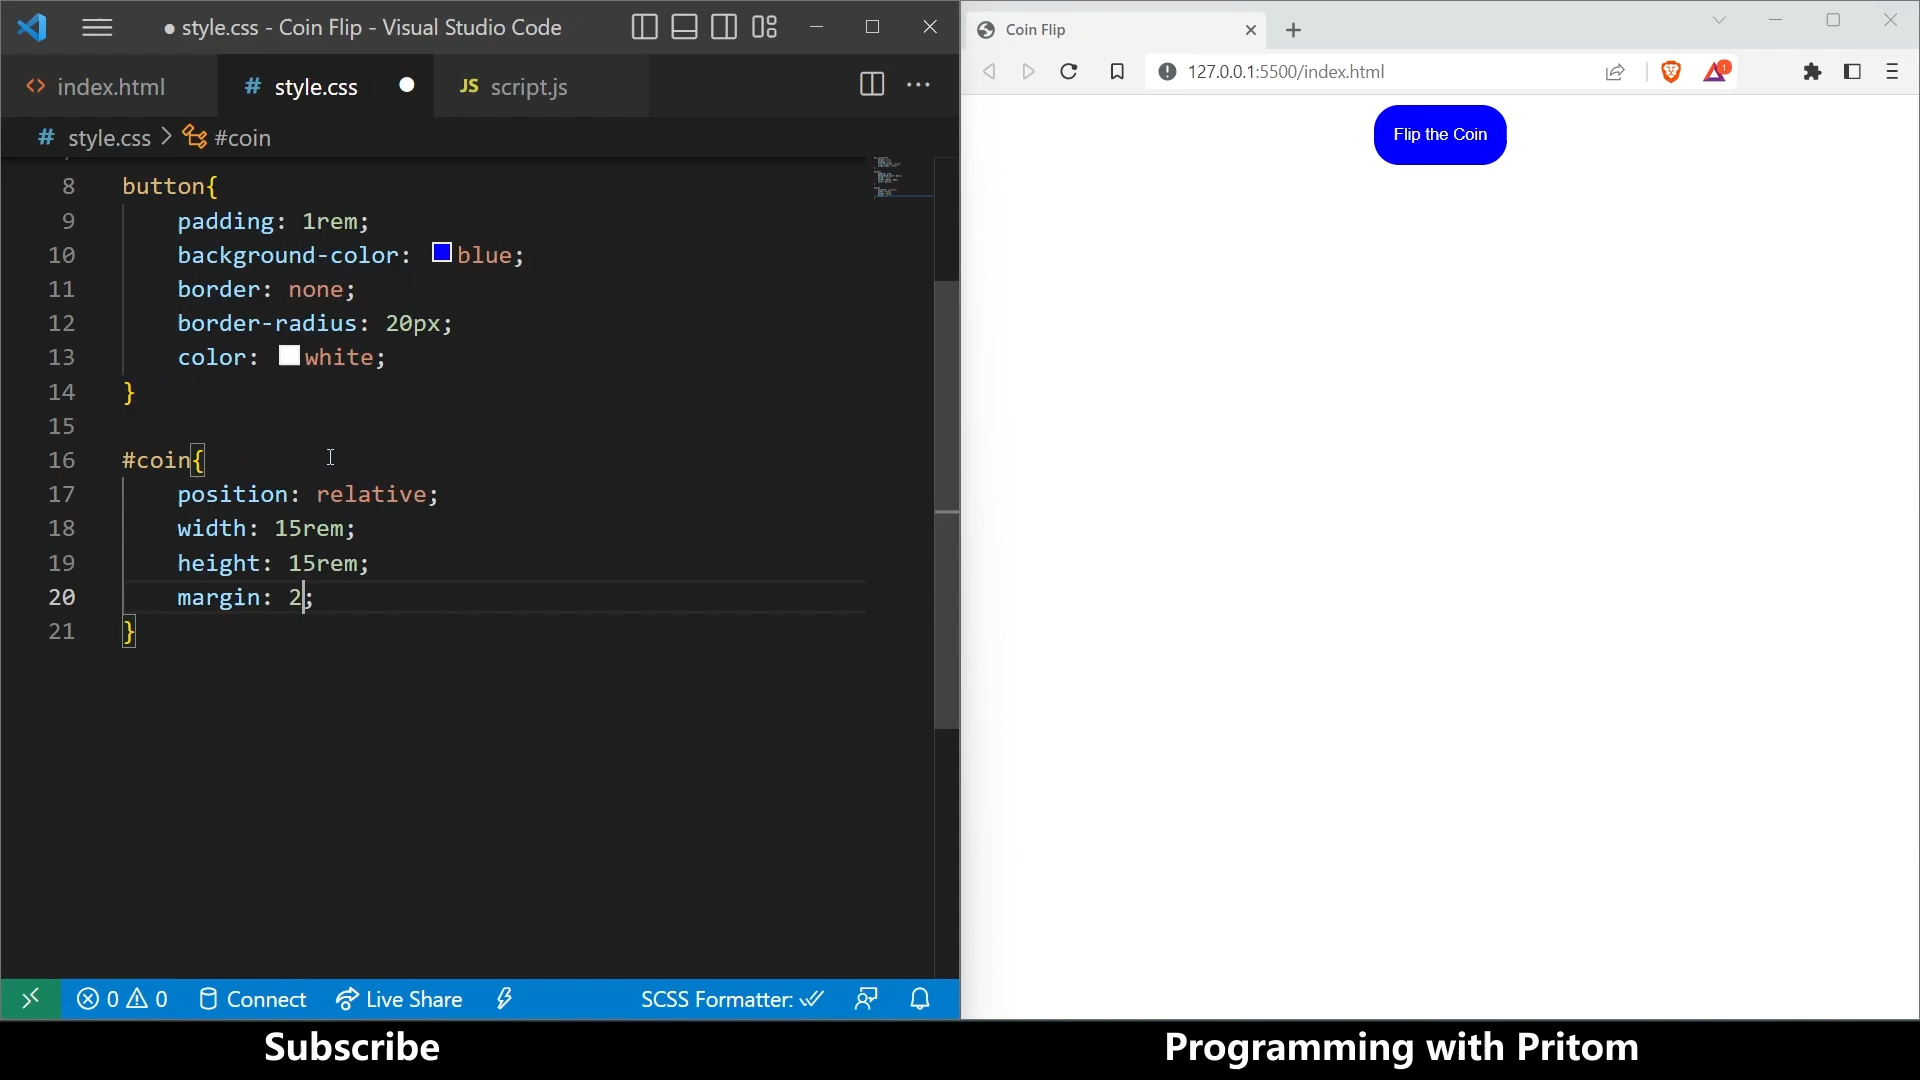 ● style.css - Coin Flip - Visual Studio Code
index.html
# style.css
JS script.js
# style.css > #coin
8 button{
9 padding: 1rem;
10 background-color: blue;
11 border: none;
12 border-radius: 20px;
13 color: white;
14 }
15
16 #coin{
17 position: relative;
18 width: 15rem;
19 height: 15rem;
20 margin: 2;
21 }
0 0 Connect Live Share SCSS Formatter:
Coin Flip
127.0.0.1:5500/index.html
1
Flip the Coin
Subscribe
Programming with Pritom